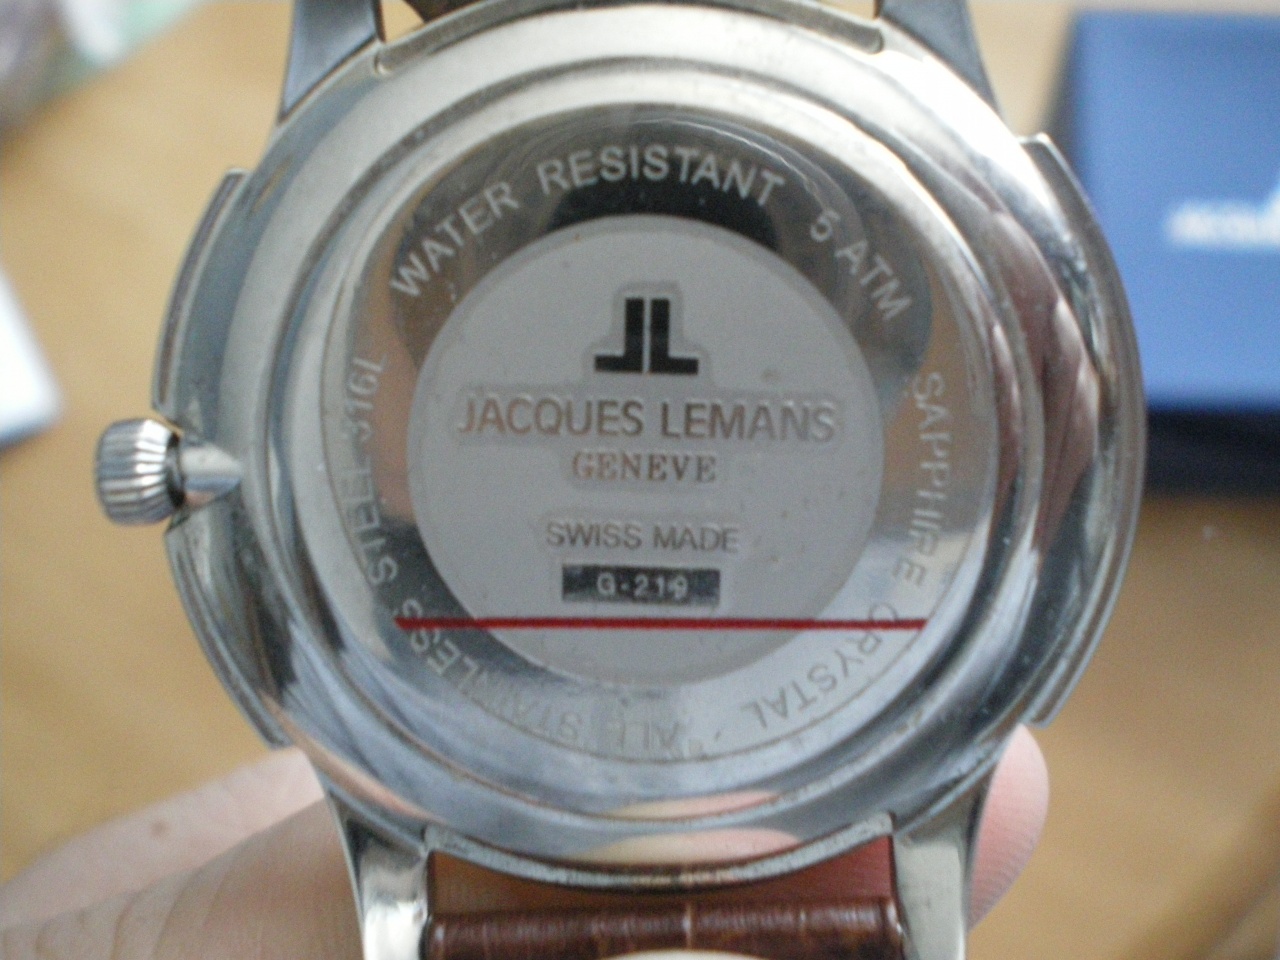 WATER RESISTANT 5 ATM
SAPPHIRE CRYSTAL
ALL STAINLESS STEEL 316L
JL
JACQUES LEMANS
GENEVE
SWISS MADE
G-219